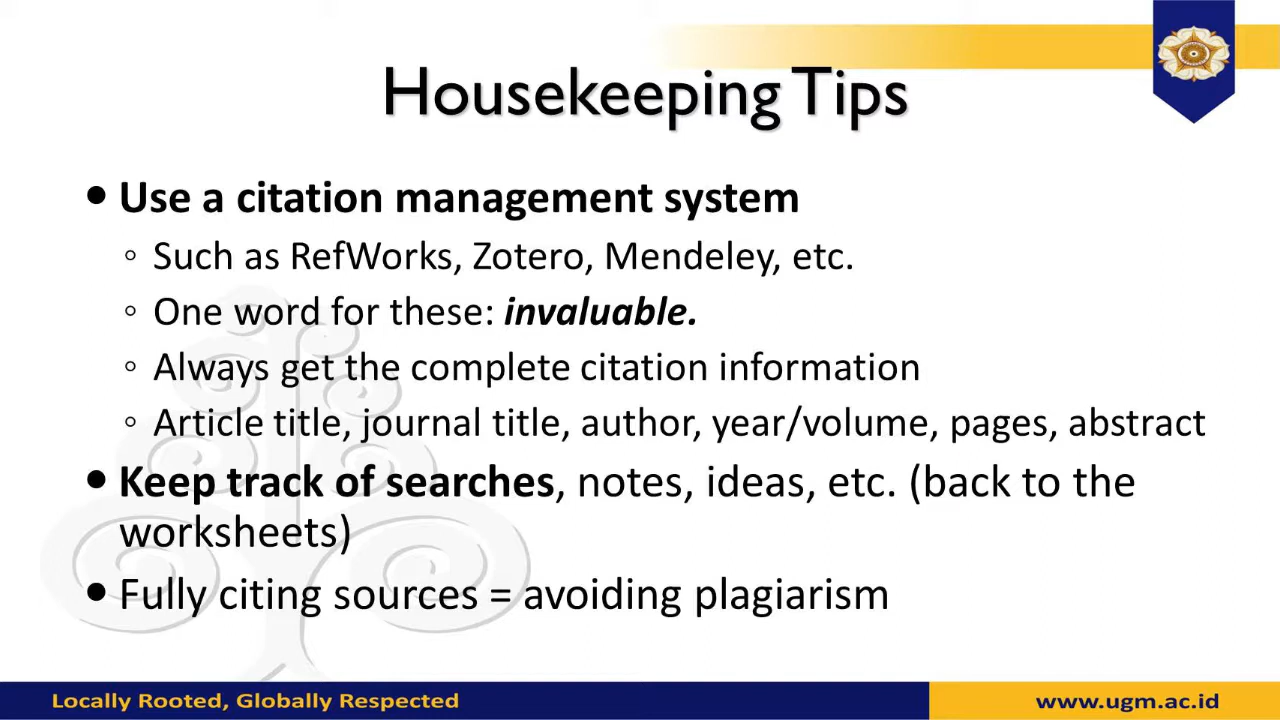 Housekeeping Tips
• Use a citation management system
◦ Such as RefWorks, Zotero, Mendeley, etc.
◦ One word for these: invaluable.
◦ Always get the complete citation information
◦ Article title, journal title, author, year/volume, pages, abstract
• Keep track of searches, notes, ideas, etc. (back to the
worksheets)
• Fully citing sources = avoiding plagiarism
Locally Rooted, Globally Respected
www.ugm.ac.id